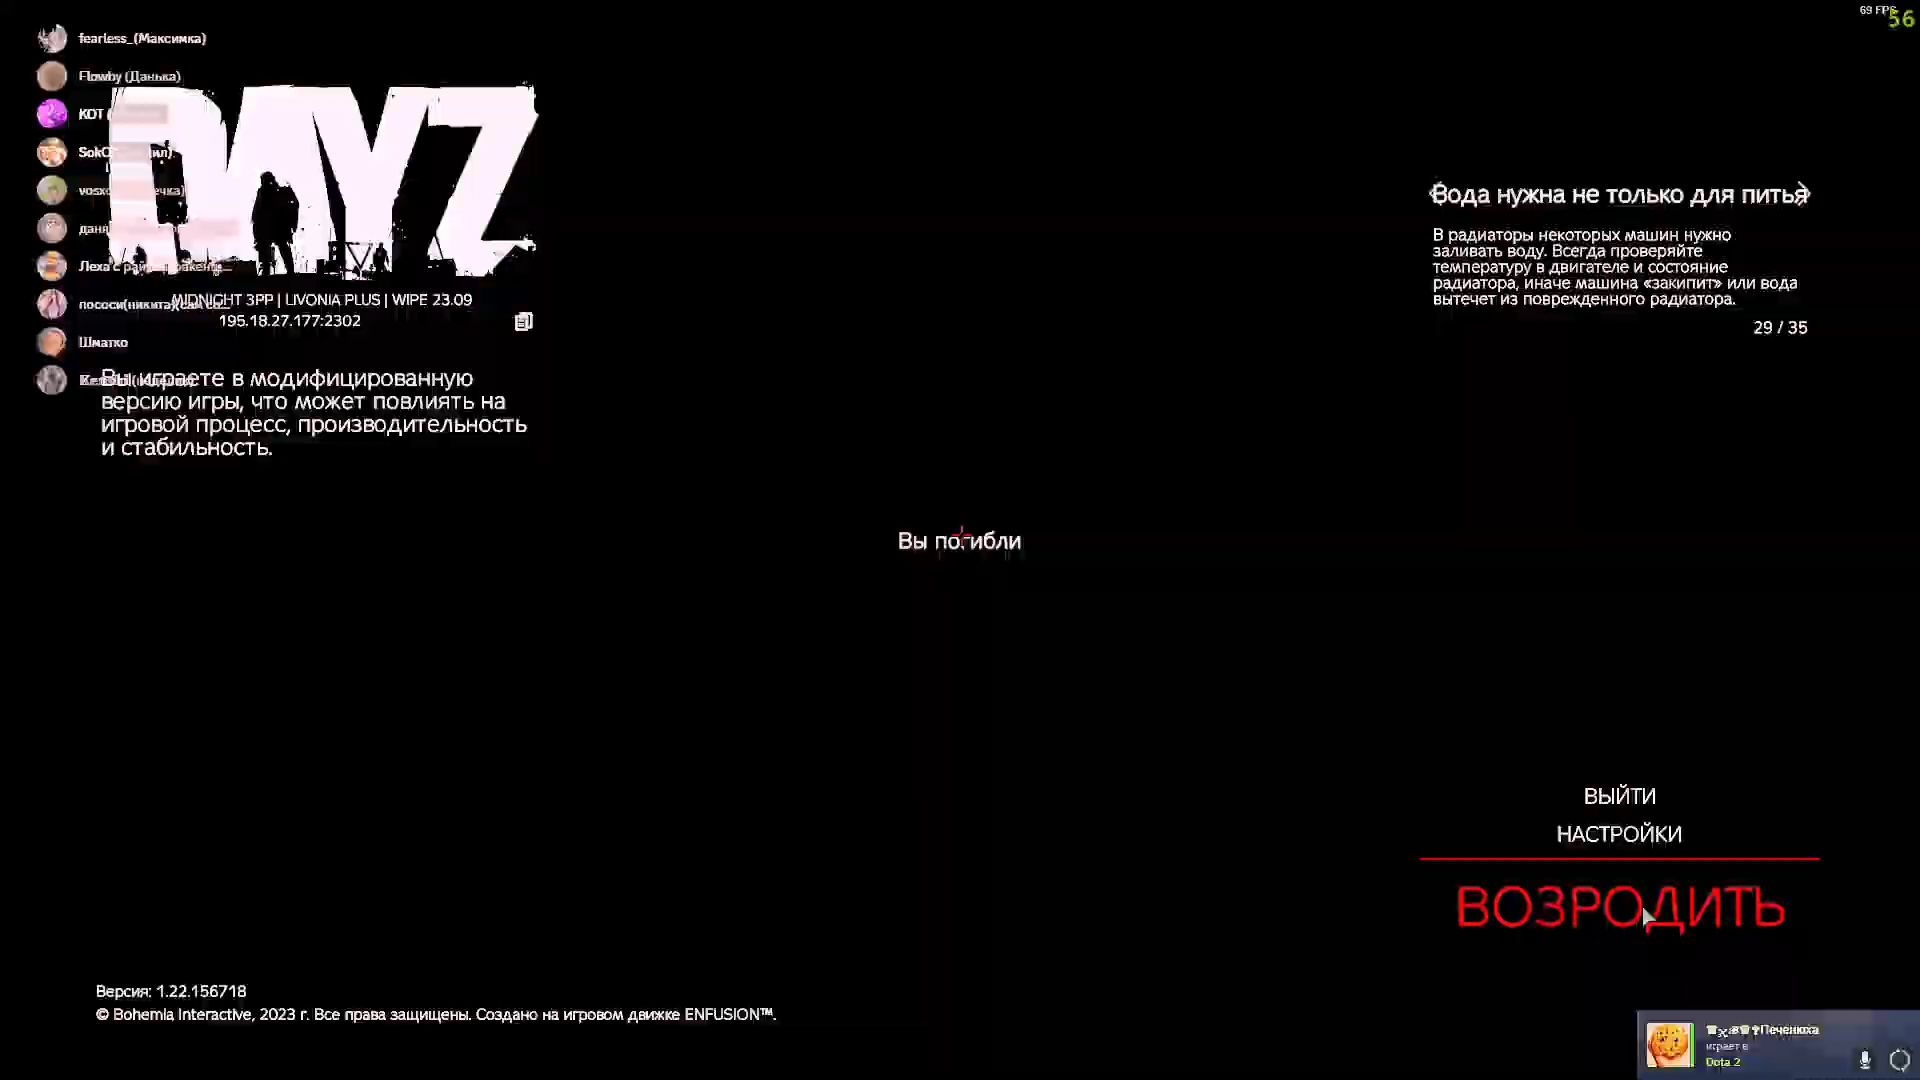 69 FPS
56
fearless_(Максимка)
Flowby (Данька)
КОТ
DAYZ
MIDNIGHT 3PP | LIVONIA PLUS | WIPE 23.09
195.18.27.177:2302
Шматко
Вы играете в модифицированную
версию игры, что может повлиять на
игровой процесс, производительность
и стабильность.
Вода нужна не только для питья
В радиаторы некоторых машин нужно
заливать воду. Всегда проверяйте
температуру в двигателе и состояние
радиатора, иначе машина «закипит» или вода
вытечет из поврежденного радиатора.
29 / 35
Вы погибли
ВЫЙТИ
НАСТРОЙКИ
ВОЗРОДИТЬ
Версия: 1.22.156718
© Bohemia Interactive, 2023 г. Все права защищены. Создано на игровом движке ENFUSION™.
Печенюха
играет в
Dota 2